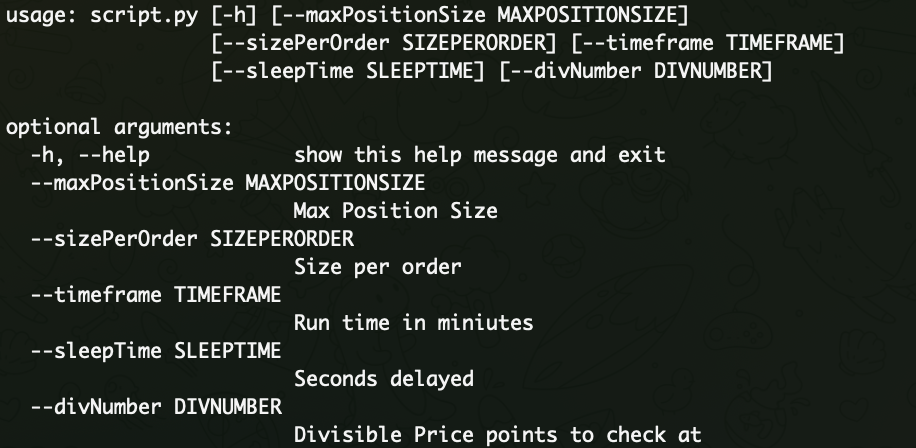 usage: script.py [-h] [--maxPositionSize MAXPOSITIONSIZE]
[--sizePerOrder SIZEPERORDER] [--timeframe TIMEFRAME]
[--sleepTime SLEEPTIME] [--divNumber DIVNUMBER]
optional arguments:
-h, --help show this help message and exit
--maxPositionSize MAXPOSITIONSIZE
Max Position Size
--sizePerOrder SIZEPERORDER
Size per order
--timeframe TIMEFRAME
Run time in miniutes
--sleepTime SLEEPTIME
Seconds delayed
--divNumber DIVNUMBER
Divisible Price points to check at